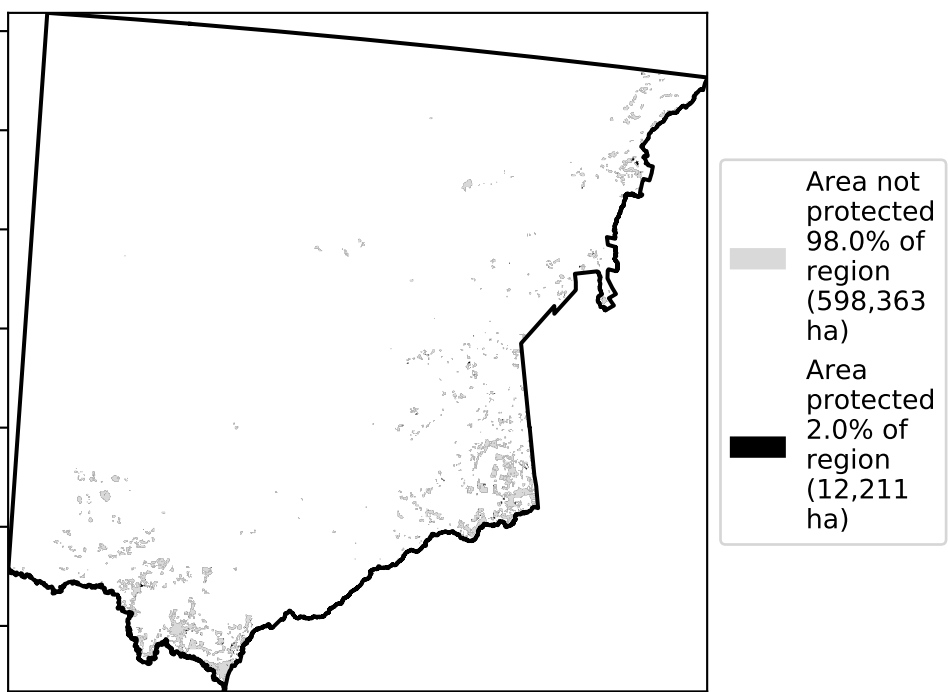 Area not
protected
98.0% of
region
(598,363
ha)
Area
protected
2.0% of
region
(12,211
ha)